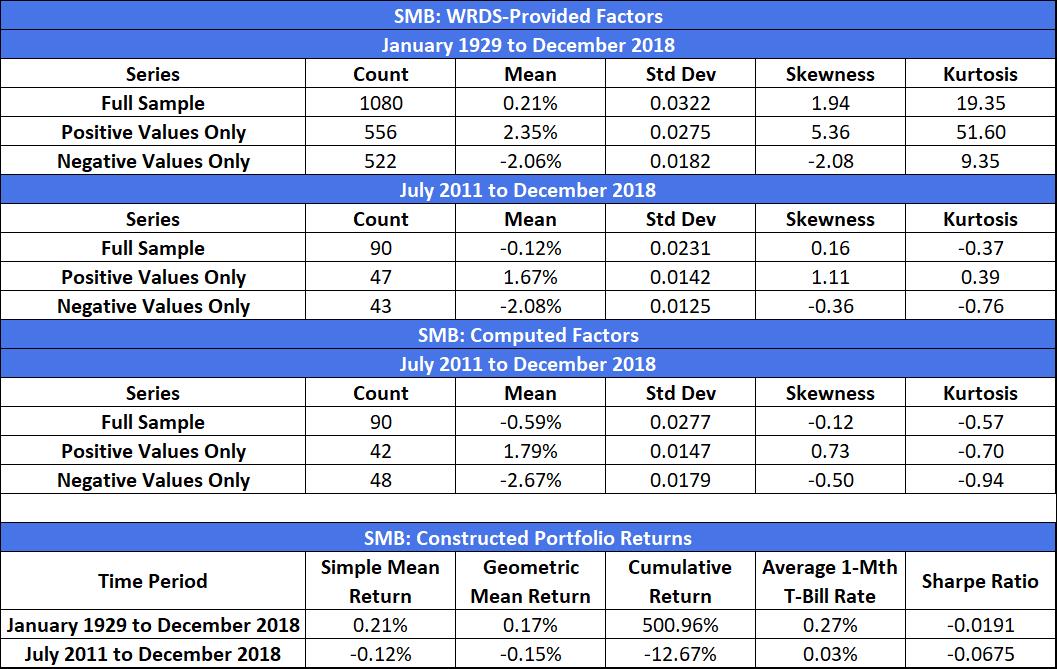 SMB: WRDS-Provided Factors
January 1929 to December 2018
Series Count Mean Std Dev Skewness Kurtosis
Full Sample 1080 0.21% 0.0322 1.94 19.35
Positive Values Only 556 2.35% 0.0275 5.36 51.60
Negative Values Only 522 -2.06% 0.0182 -2.08 9.35
July 2011 to December 2018
Series Count Mean Std Dev Skewness Kurtosis
Full Sample 90 -0.12% 0.0231 0.16 -0.37
Positive Values Only 47 1.67% 0.0142 1.11 0.39
Negative Values Only 43 -2.08% 0.0125 -0.36 -0.76
SMB: Computed Factors
July 2011 to December 2018
Series Count Mean Std Dev Skewness Kurtosis
Full Sample 90 -0.59% 0.0277 -0.12 -0.57
Positive Values Only 42 1.79% 0.0147 0.73 -0.70
Negative Values Only 48 -2.67% 0.0179 -0.50 -0.94
SMB: Constructed Portfolio Returns
Time Period Simple Mean Return Geometric Mean Return Cumulative Return Average 1-Mth T-Bill Rate Sharpe Ratio
January 1929 to December 2018 0.21% 0.17% 500.96% 0.27% -0.0191
July 2011 to December 2018 -0.12% -0.15% -12.67% 0.03% -0.0675